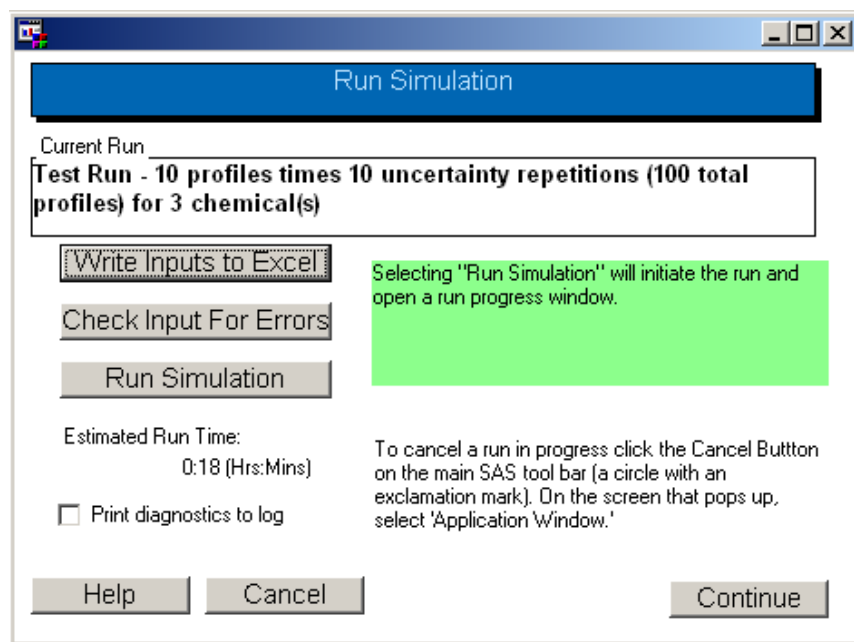 Run Simulation
Current Run
Test Run - 10 profiles times 10 uncertainty repetitions (100 total
profiles) for 3 chemical(s)
Write Inputs to Excel
Selecting "Run Simulation" will initiate the run and
open a run progress window.
Check Input For Errors
Run Simulation
Estimated Run Time:
0:18 (Hrs:Mins)
Print diagnostics to log
To cancel a run in progress click the Cancel Buttton
on the main SAS tool bar (a circle with an
exclamation mark). On the screen that pops up,
select 'Application Window.'
Help
Cancel
Continue